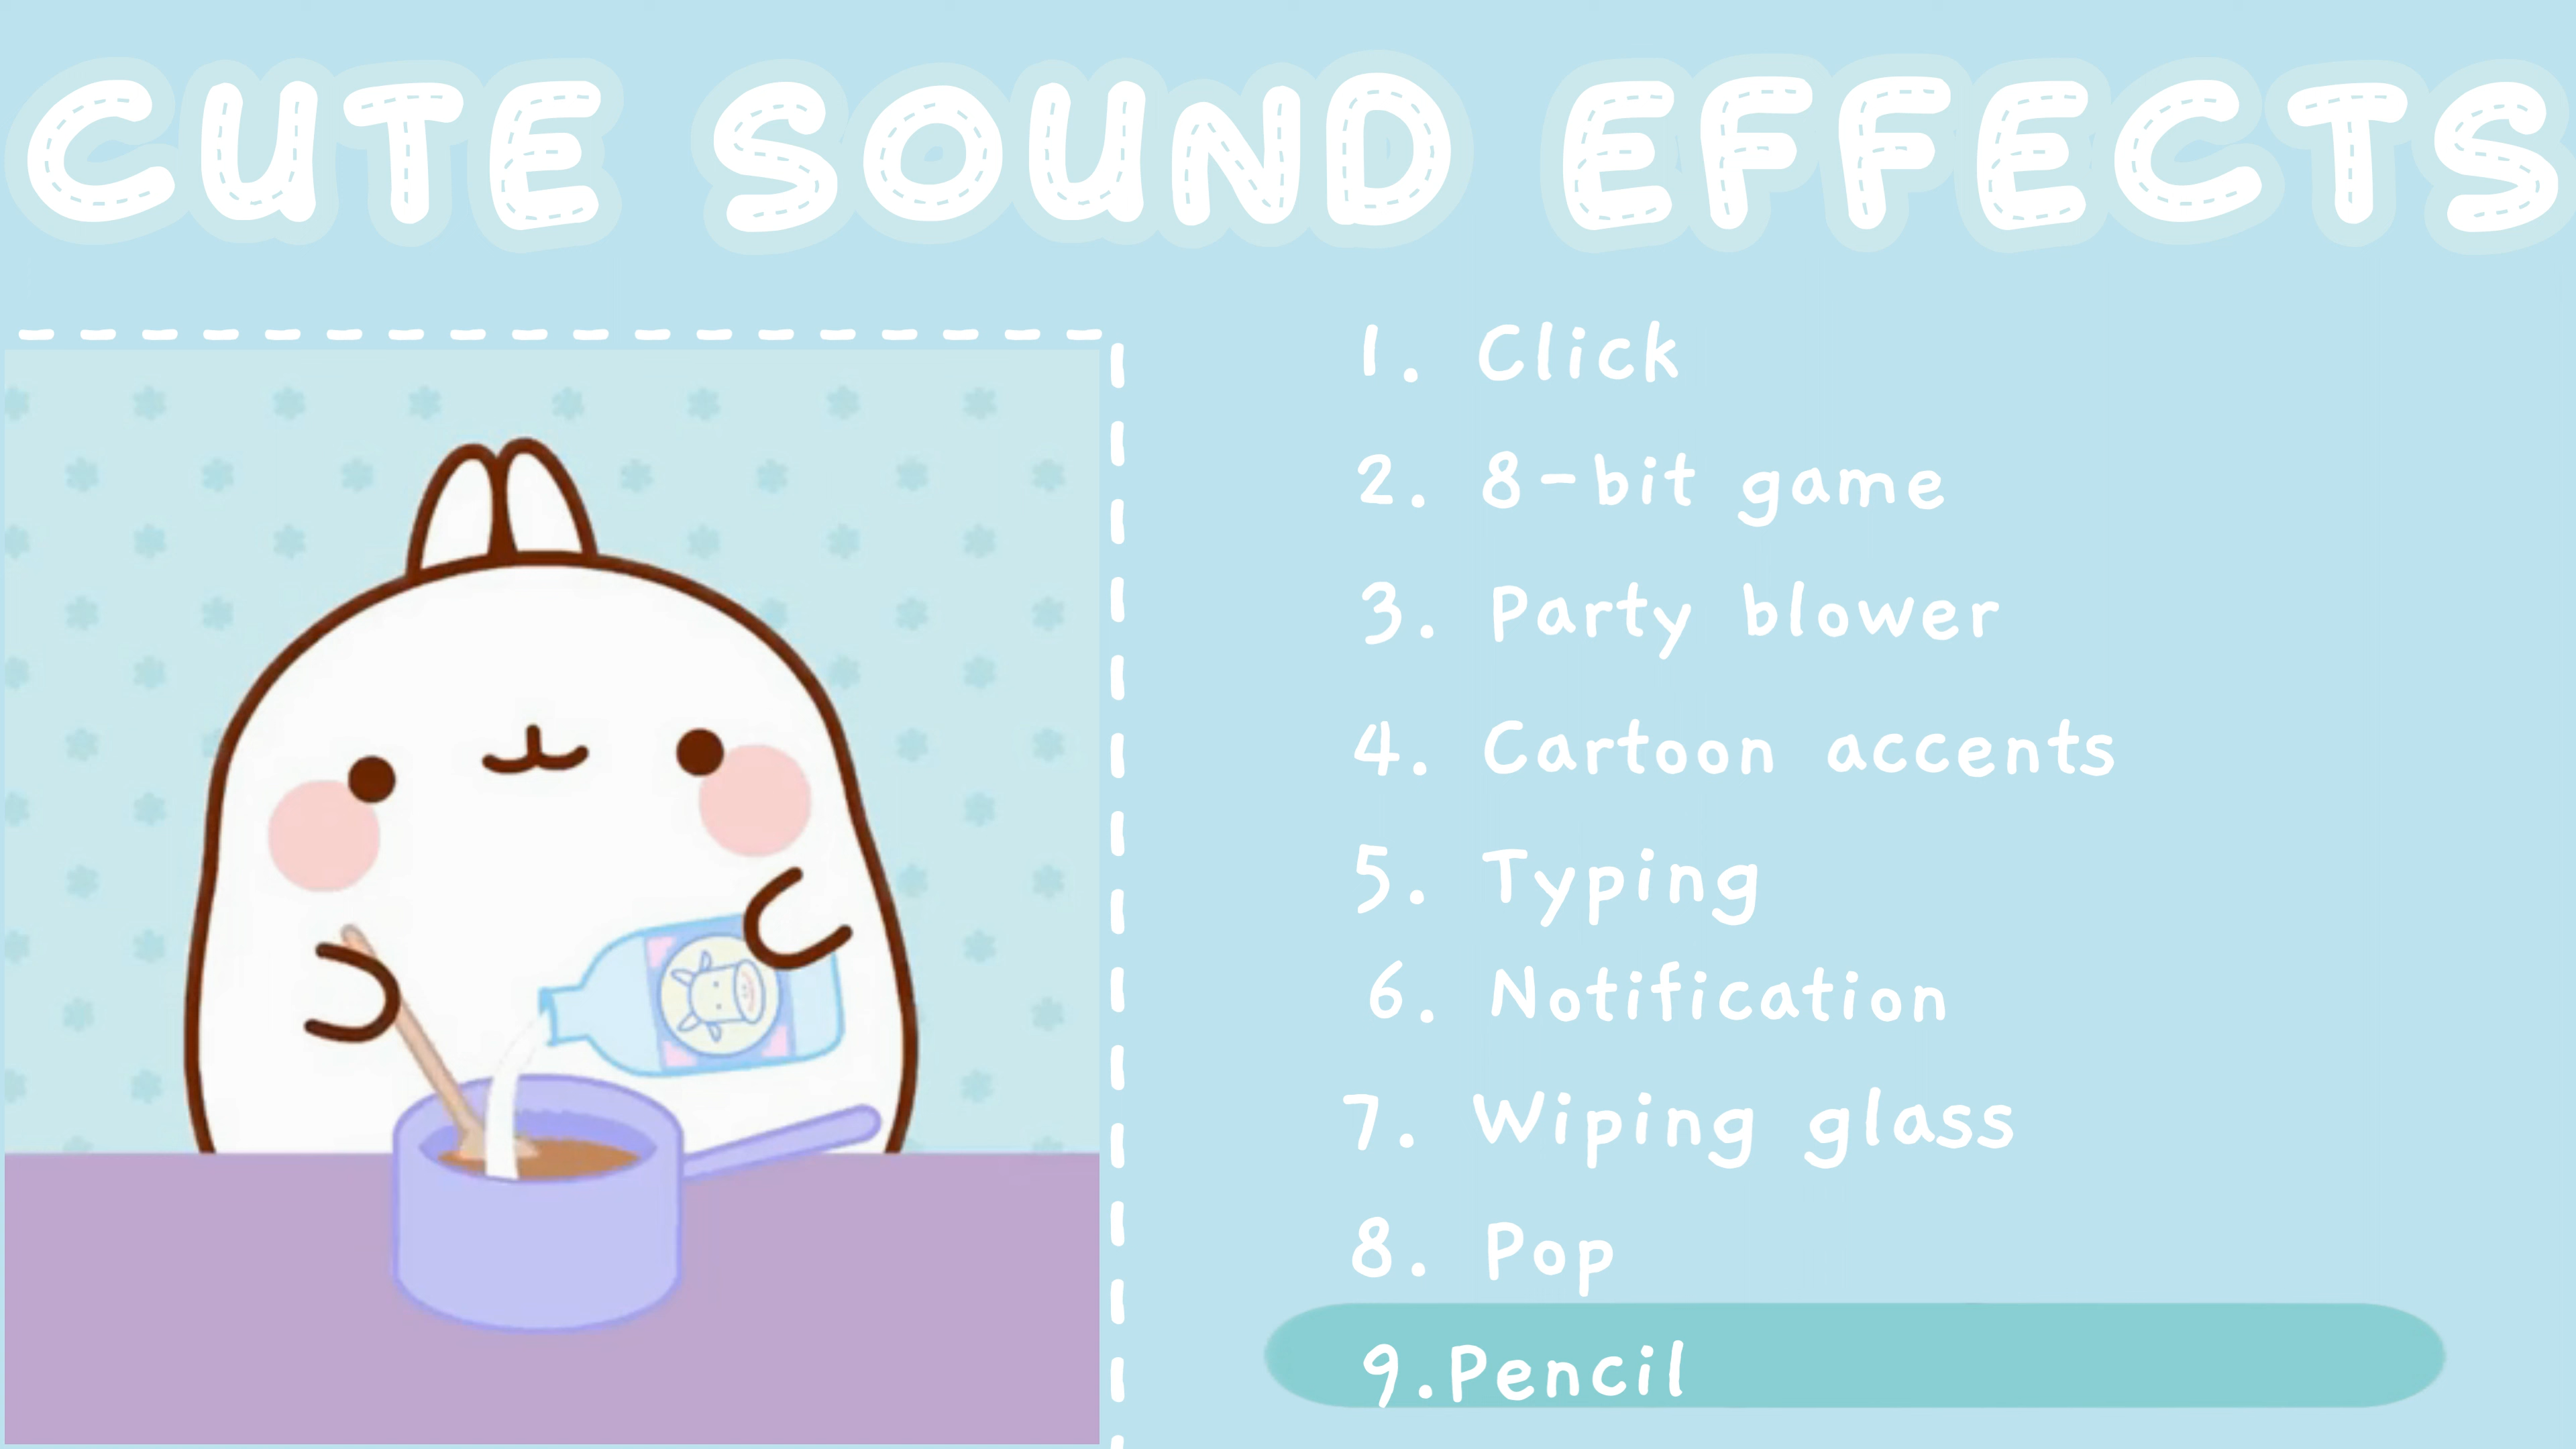 CUTE SOUND EFFECTS
1. Click
2. 8-bit game
3. Party blower
4. Cartoon accents
5. Typing
6. Notification
7. Wiping glass
8. Pop
9.Pencil